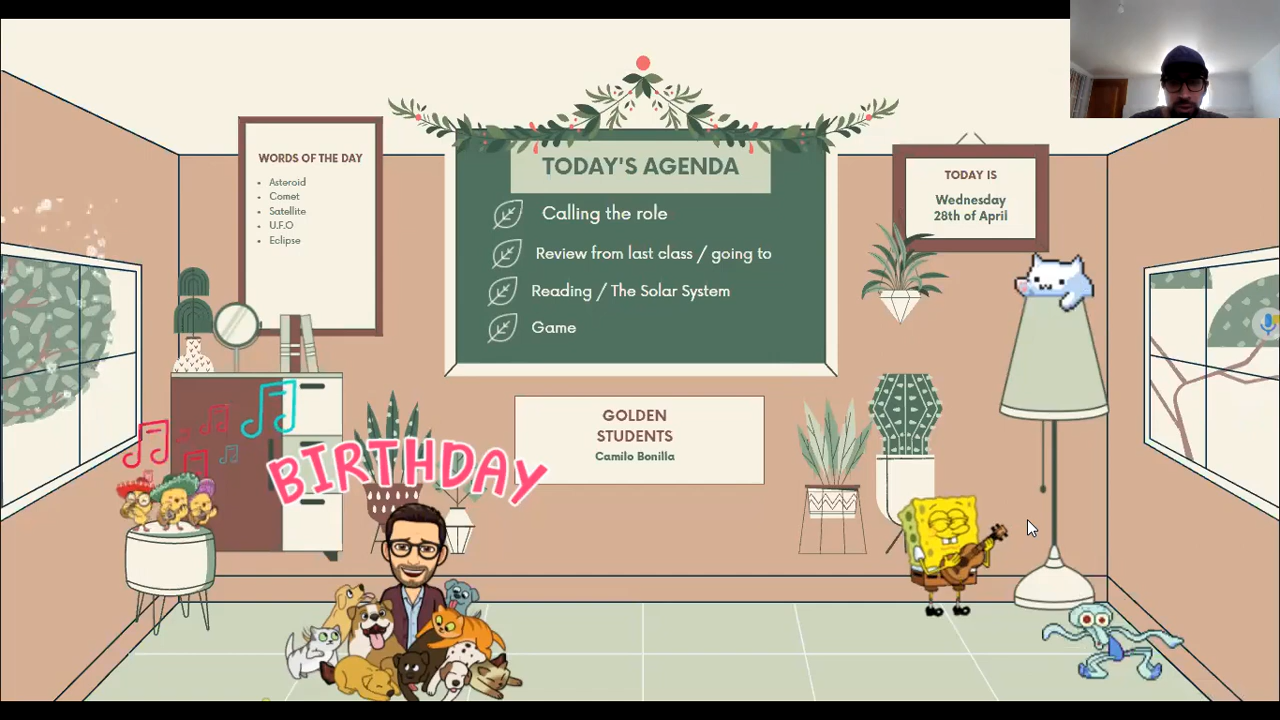 WORDS OF THE DAY
Asteroid
Comet
Satellite
U.F.O
Eclipse
TODAY'S AGENDA
Calling the role
Review from last class / going to
Reading / The Solar System
Game
TODAY IS
Wednesday
28th of April
GOLDEN
STUDENTS
Camilo Bonilla
BIRTHDAY